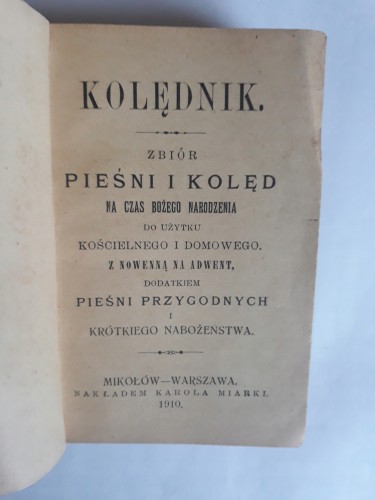 KOLĘDNIK.
ZBIÓR
PIEŚNI I KOLĘD
NA CZAS BOŻEGO NARODZENIA
DO UŻYTKU
KOŚCIELNEGO I DOMOWEGO,
Z NOWENNĄ NA ADWENT,
DODATKIEM
PIEŚNI PRZYGODNYCH
I
KRÓTKIEGO NABOŻEŃSTWA.
MIKOŁÓW—WARSZAWA.
NAKŁADEM KAROLA MIARKI.
1910.